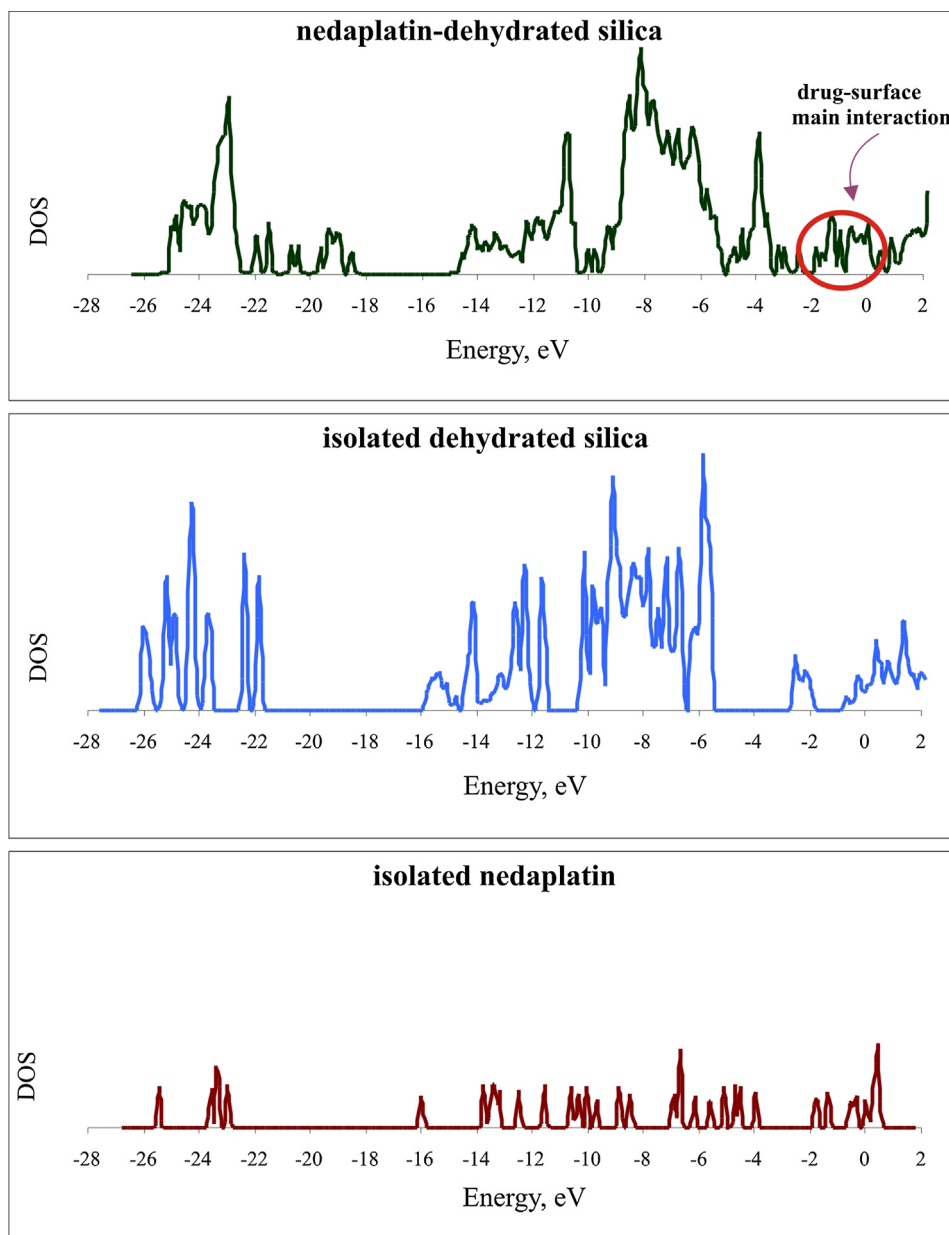 nedaplatin-dehydrated silica
drug-surface
main interaction
DOS
-28 -26 -24 -22 -20 -18 -16 -14 -12 -10 -8 -6 -4 -2 0 2
Energy, eV
isolated dehydrated silica
DOS
-28 -26 -24 -22 -20 -18 -16 -14 -12 -10 -8 -6 -4 -2 0 2
Energy, eV
isolated nedaplatin
DOS
-28 -26 -24 -22 -20 -18 -16 -14 -12 -10 -8 -6 -4 -2 0 2
Energy, eV